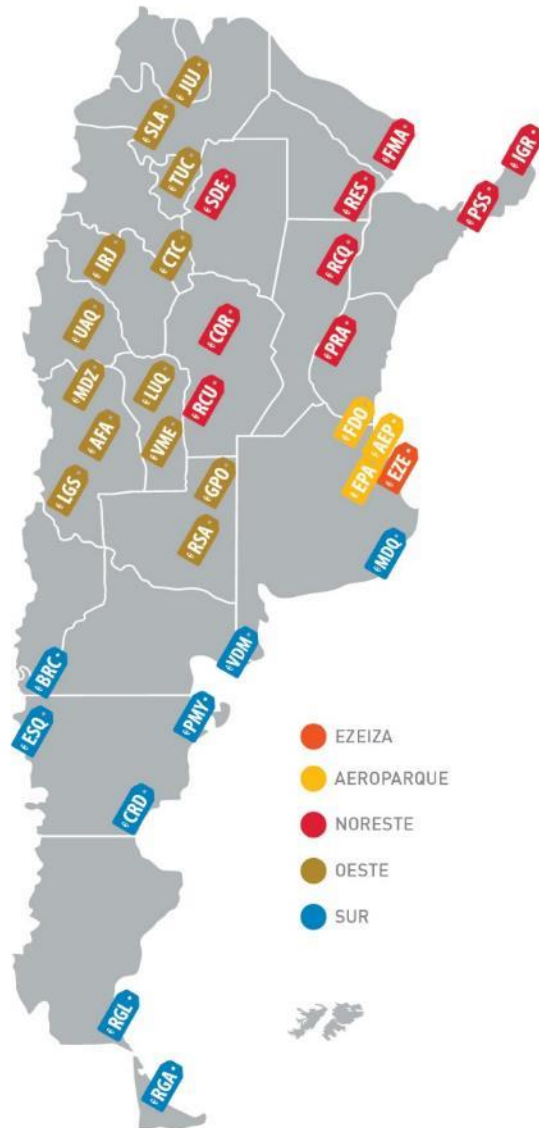 JUJ
SLA
TUC
SDE
FMA
IGR
RES
PSS
IRJ
CTC
RCQ
UAQ
COR
PRA
MDZ
LUQ
RCU
AFA
VME
FDO
AEP
LGS
GPO
EPA
EZE
RSA
MDQ
VDM
BRC
ESQ
PMY
CRD
EZEIZA
AEROPARQUE
NORESTE
OESTE
SUR
RGL
RGA